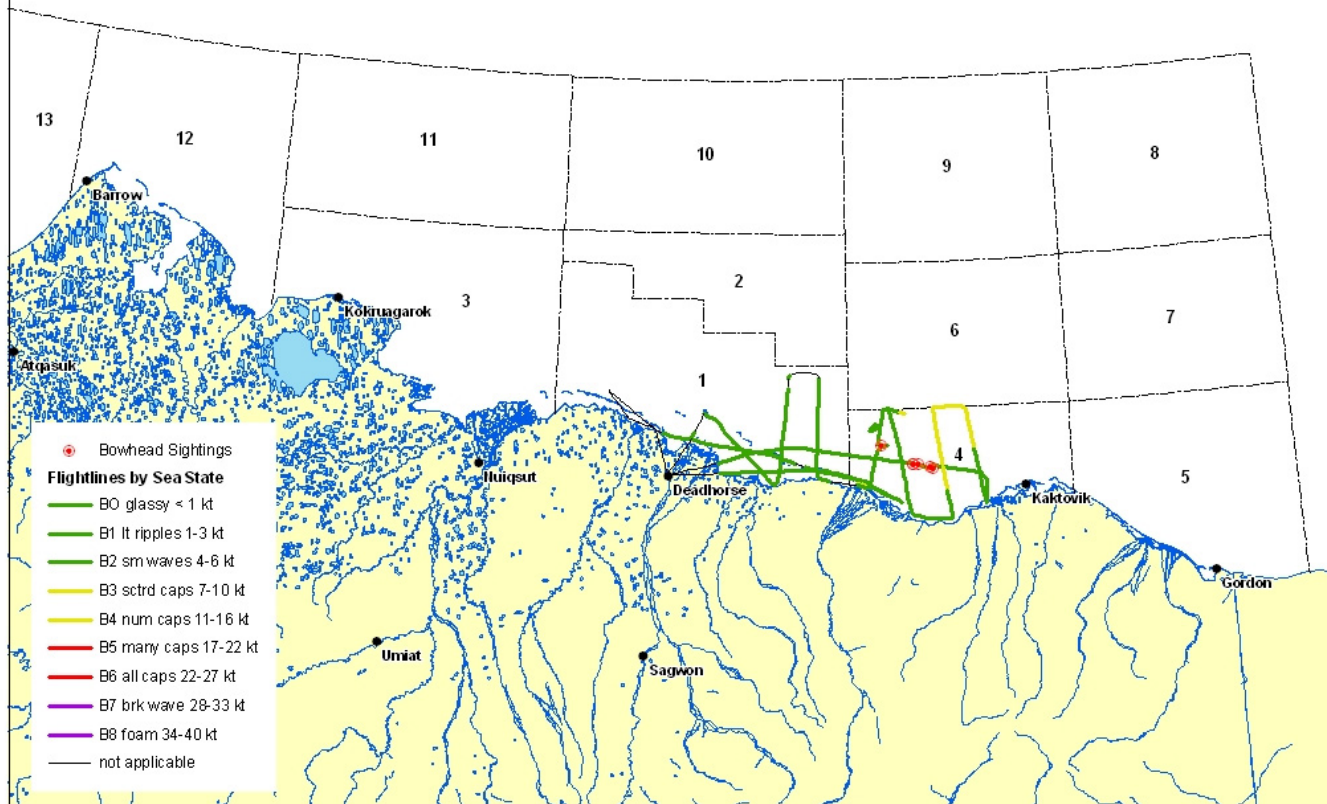 13
12
11
10
9
8
Barrow
2
3
Kokruagarok
6
7
Atqasuk
1
4
Nuiqsut
Deadhorse
Kaktovik
5
Gordon
Umiat
Sagwon
Bowhead Sightings
Flightlines by Sea State
B0 glassy < 1 kt
B1 lt ripples 1-3 kt
B2 sm waves 4-6 kt
B3 sctrd caps 7-10 kt
B4 num caps 11-16 kt
B5 many caps 17-22 kt
B6 all caps 22-27 kt
B7 brk wave 28-33 kt
B8 foam 34-40 kt
not applicable